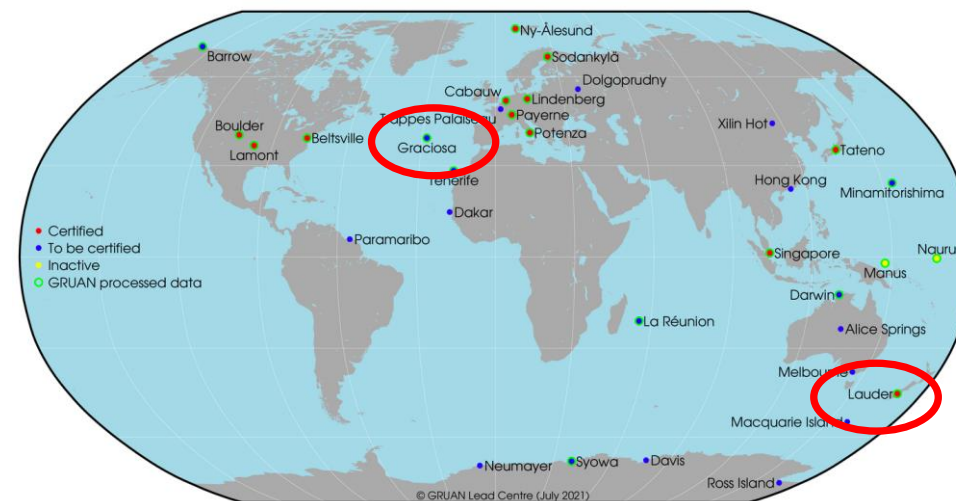 Ny-Ålesund
Barrow
Sodankylä
Dolgoprudny
Cabauw
Lindenberg
Trappes Palaiseau
Payerne
Boulder
Beltsville
Potenza
Xilin Hot
Graciosa
Lamont
Tateno
Tenerife
Hong Kong
Minamitorishima
Dakar
Certified
Paramaribo
To be certified
Nauru
Singapore
Inactive
Manus
GRUAN processed data
Darwin
La Réunion
Alice Springs
Melbourne
Lauder
Macquarie Island
Neumayer
Syowa
Davis
Ross Island
© GRUAN Lead Centre (July 2021)